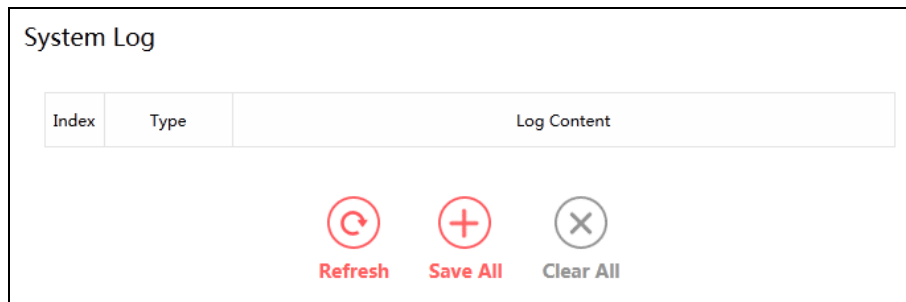 System Log
Index Type Log Content
Refresh Save All Clear All